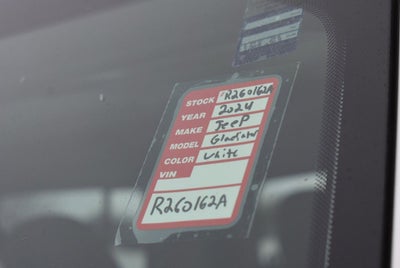 STOCK R260162A
YEAR 2024
MAKE Jeep
MODEL Gladiator
COLOR White
VIN
R260162A